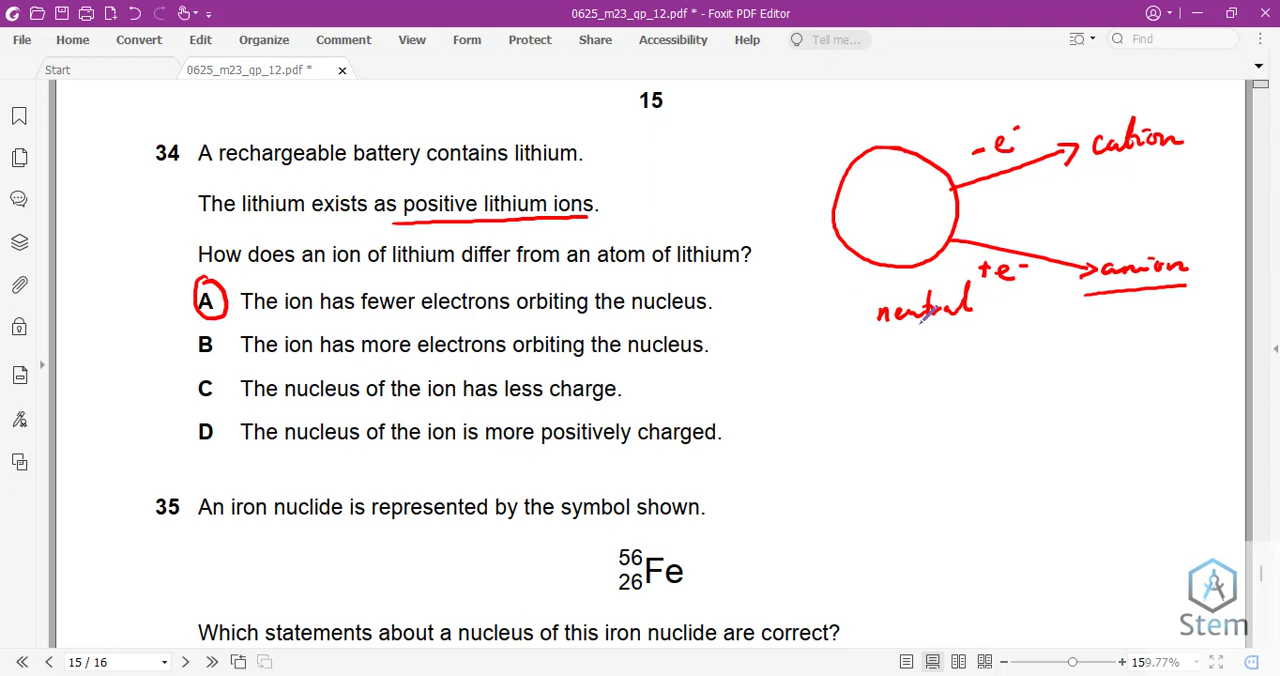 0625_m23_qp_12.pdf * - Foxit PDF Editor
File Home Convert Edit Organize Comment View Form Protect Share Accessibility Help Tell me... Find
Start 0625_m23_qp_12.pdf *
15
34 A rechargeable battery contains lithium.
The lithium exists as positive lithium ions.
How does an ion of lithium differ from an atom of lithium?
A The ion has fewer electrons orbiting the nucleus.
B The ion has more electrons orbiting the nucleus.
C The nucleus of the ion has less charge.
D The nucleus of the ion is more positively charged.
- e⁻ cation
+e⁻ anion
neutral
35 An iron nuclide is represented by the symbol shown.
56
26 Fe
Which statements about a nucleus of this iron nuclide are correct?
Stem
15 / 16 159.77%